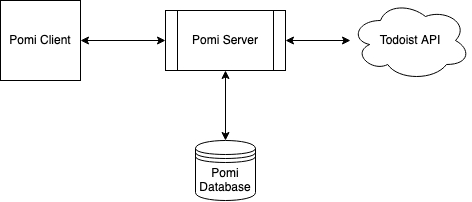 Pomi Client
Pomi Server
Todoist API
Pomi
Database